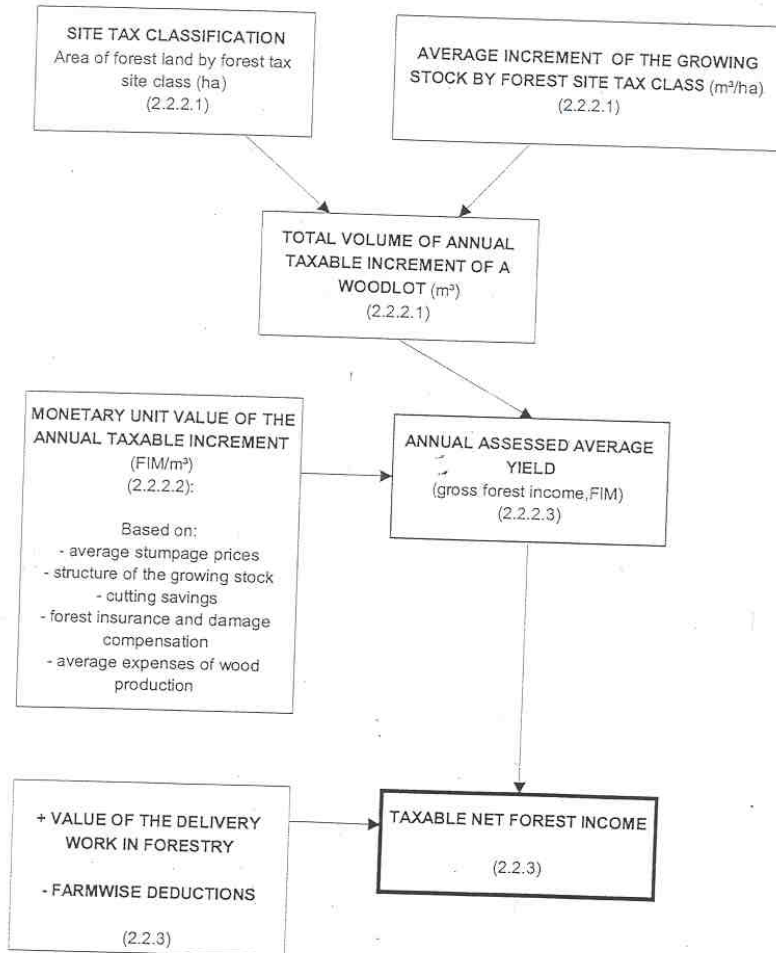 SITE TAX CLASSIFICATION
Area of forest land by forest tax
site class (ha)
(2.2.2.1)
AVERAGE INCREMENT OF THE GROWING
STOCK BY FOREST SITE TAX CLASS (m³/ha)
(2.2.2.1)
TOTAL VOLUME OF ANNUAL
TAXABLE INCREMENT OF A
WOODLOT (m³)
(2.2.2.1)
MONETARY UNIT VALUE OF THE
ANNUAL TAXABLE INCREMENT
(FIM/m³)
(2.2.2.2):
Based on:
- average stumpage prices
- structure of the growing stock
- cutting savings
- forest insurance and damage
compensation
- average expenses of wood
production
ANNUAL ASSESSED AVERAGE
YIELD
(gross forest income,FIM)
(2.2.2.3)
+ VALUE OF THE DELIVERY
WORK IN FORESTRY
- FARMWISE DEDUCTIONS
(2.2.3)
TAXABLE NET FOREST INCOME
(2.2.3)